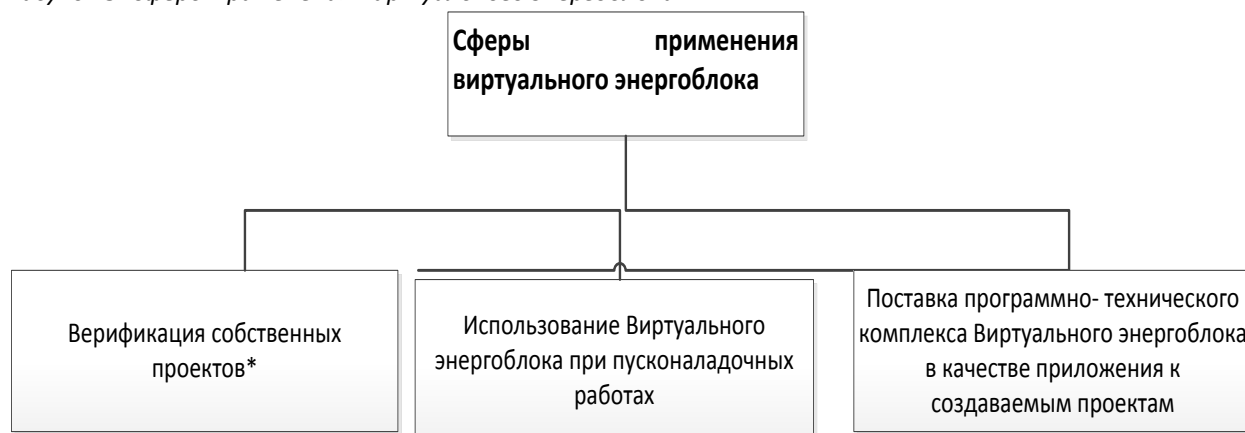 Сферы применения
виртуального энергоблока
Верификация собственных
проектов*
Использование Виртуального
энергоблока при пусконаладочных
работах
Поставка программно- технического
комплекса Виртуального энергоблока
в качестве приложения к
создаваемым проектам